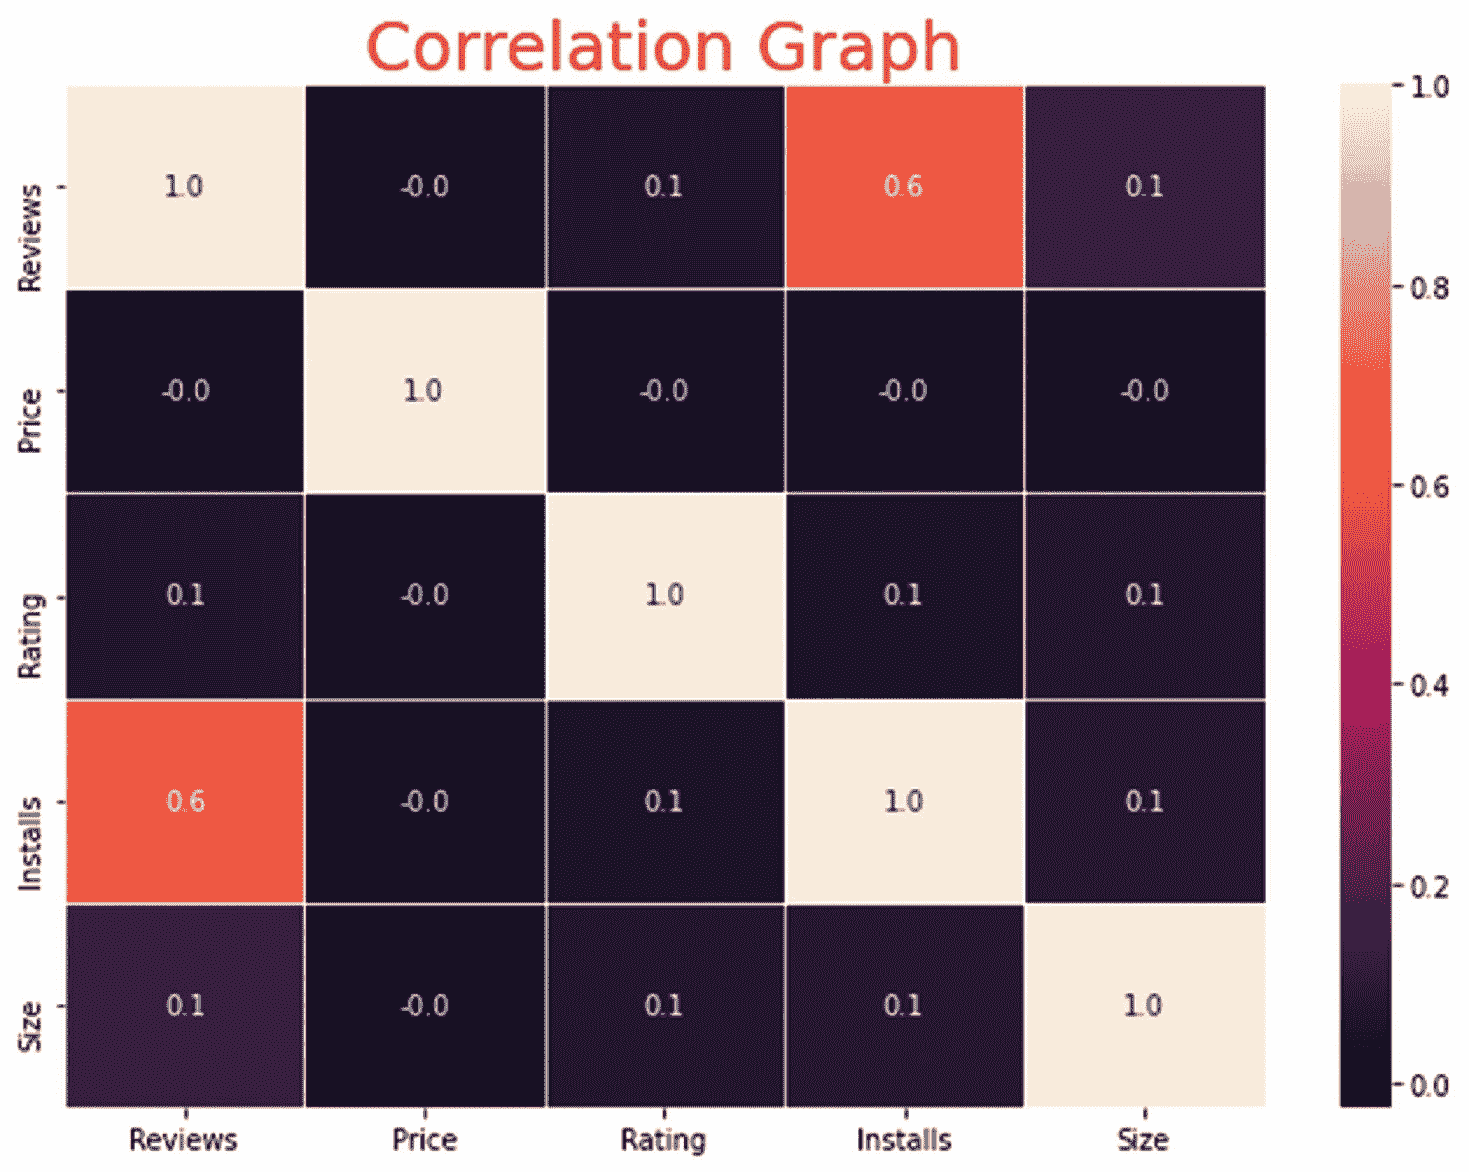 Correlation Graph
1.0
Reviews 1.0 -0.0 0.1 0.6 0.1
0.8
Price -0.0 1.0 -0.0 -0.0 -0.0
0.6
Rating 0.1 -0.0 1.0 0.1 0.1
0.4
Installs 0.6 -0.0 0.1 1.0 0.1
0.2
Size 0.1 -0.0 0.1 0.1 1.0
0.0
Reviews Price Rating Installs Size